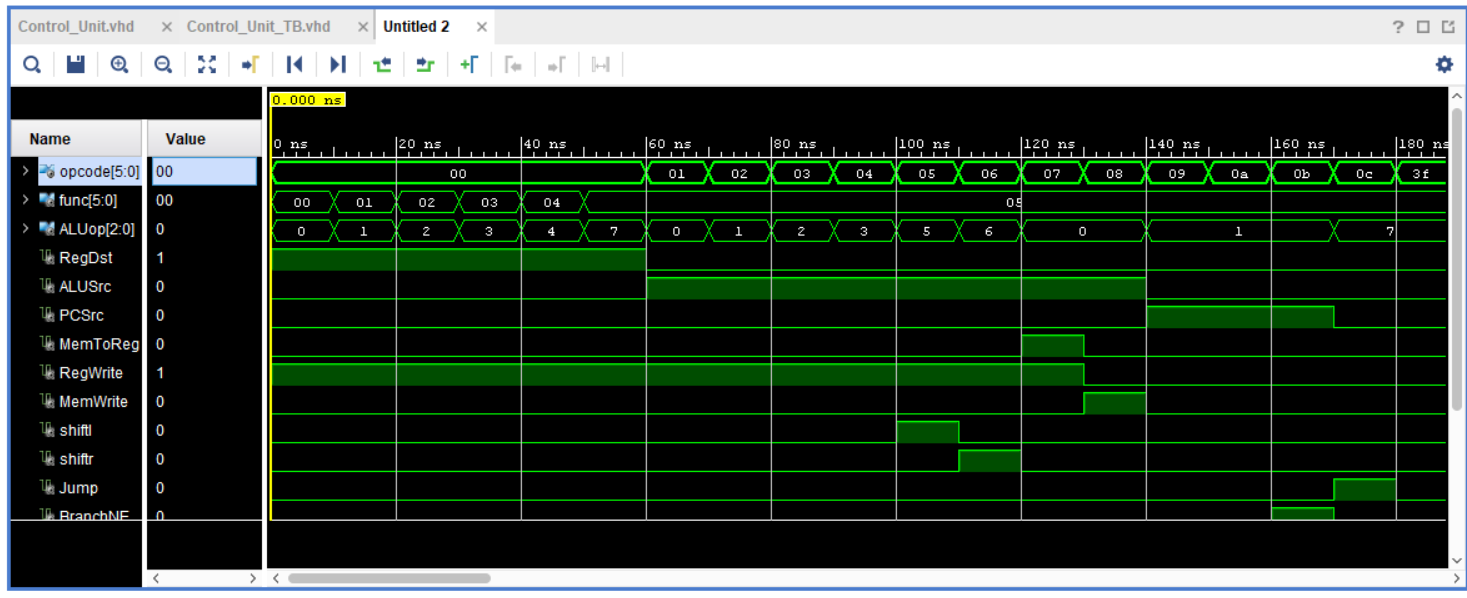 Control_Unit.vhd × Control_Unit_TB.vhd × Untitled 2 ×
0.000 ns
Name Value
0 ns 20 ns 40 ns 60 ns 80 ns 100 ns 120 ns 140 ns 160 ns 180 ns
opcode[5:0] 00 00 01 02 03 04 05 06 07 08 09 0a 0b 0c 3f
func[5:0] 00 00 01 02 03 04 05
ALUop[2:0] 0 0 1 2 3 4 7 0 1 2 3 5 6 0 1 7
RegDst 1
ALUSrc 0
PCSrc 0
MemToReg 0
RegWrite 1
MemWrite 0
shiftl 0
shiftr 0
Jump 0
BranchNE 0